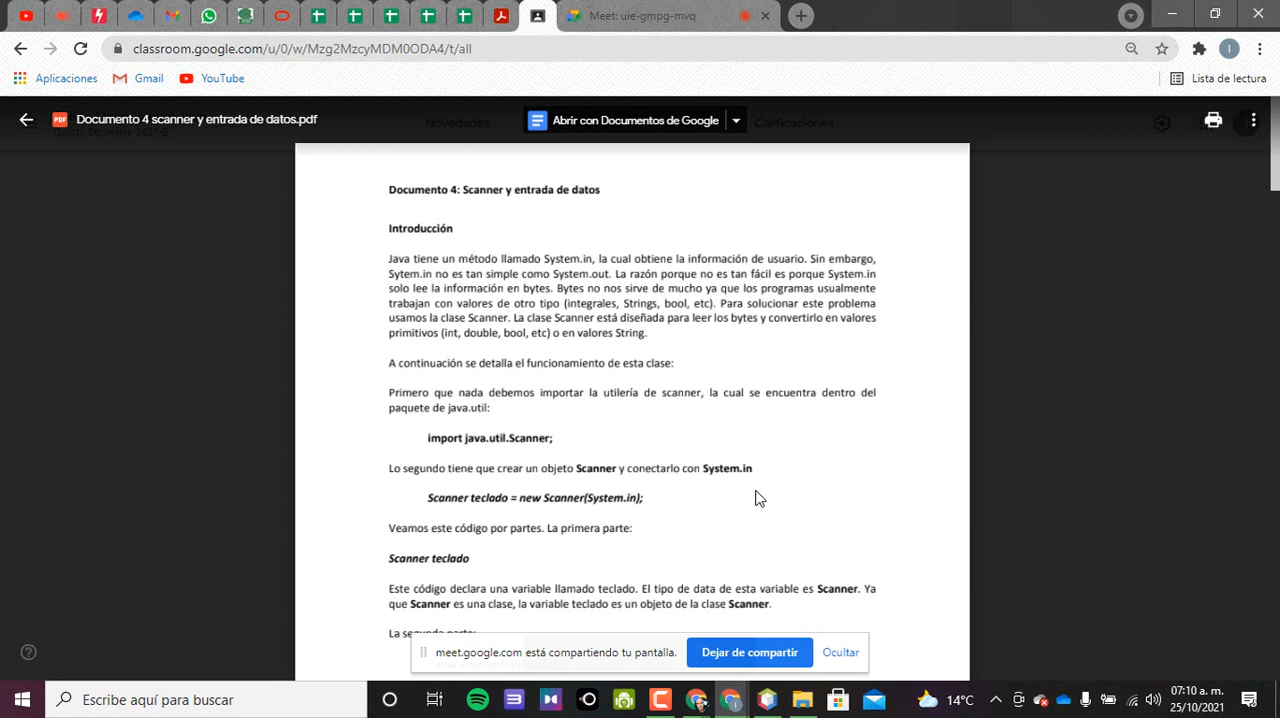 Meet: uie-gmpg-mvq
classroom.google.com/u/0/w/Mzg2MzcyMDM0ODA4/t/all
Aplicaciones
Gmail
YouTube
Lista de lectura
Documento 4 scanner y entrada de datos.pdf
Quinto Semestre 2021-B
Novedades
Abrir con Documentos de Google
Calificaciones
Documento 4: Scanner y entrada de datos
Introducción
Java tiene un método llamado System.in, la cual obtiene la información de usuario. Sin embargo,
Sytem.in no es tan simple como System.out. La razón porque no es tan fácil es porque System.in
solo lee la información en bytes. Bytes no nos sirve de mucho ya que los programas usualmente
trabajan con valores de otro tipo (integrales, Strings, bool, etc). Para solucionar este problema
usamos la clase Scanner. La clase Scanner está diseñada para leer los bytes y convertirlo en valores
primitivos (int, double, bool, etc) o en valores String.
A continuación se detalla el funcionamiento de esta clase:
Primero que nada debemos importar la utilería de scanner, la cual se encuentra dentro del
paquete de java.util:
import java.util.Scanner;
Lo segundo tiene que crear un objeto Scanner y conectarlo con System.in
Scanner teclado = new Scanner(System.in);
Veamos este código por partes. La primera parte:
Scanner teclado
Este código declara una variable llamado teclado. El tipo de data de esta variable es Scanner. Ya
que Scanner es una clase, la variable teclado es un objeto de la clase Scanner.
La segunda parte:
meet.google.com está compartiendo tu pantalla.
Dejar de compartir
Ocultar
Escribe aquí para buscar
14°C
07:10 a. m.
25/10/2021